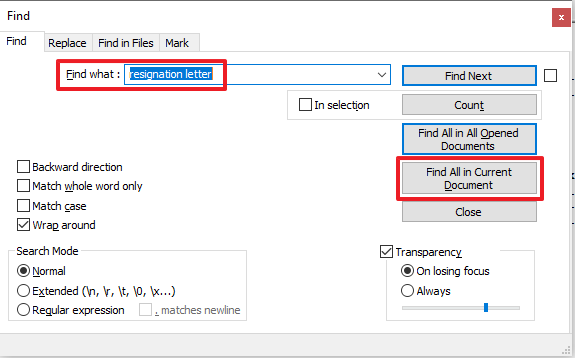 Find
x
Find
Replace
Find in Files
Mark
Find what :
resignation letter
Find Next
In selection
Count
Find All in All Opened
Documents
Find All in Current
Document
Close
Backward direction
Match whole word only
Match case
Wrap around
Search Mode
Normal
Extended (\n, \r, \t, \0, \x...)
Regular expression
. matches newline
Transparency
On losing focus
Always